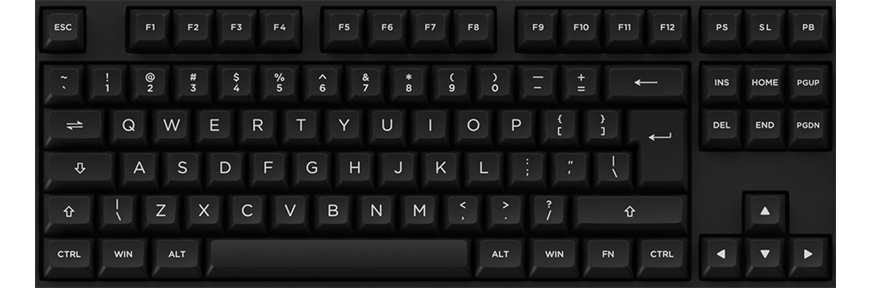 ESC F1 F2 F3 F4 F5 F6 F7 F8 F9 F10 F11 F12 PS SL PB
~ ! @ # $ % ^ & * ( ) — +
` 1 2 3 4 5 6 7 8 9 0 - = ← INS HOME PGUP
⇌ Q W E R T Y U I O P { }
[ ] ↵ DEL END PGDN
⇩ A S D F G H J K L : " |
; ' \
⇧ | Z X C V B N M < > ? ⇧ ▲
\ , . /
CTRL WIN ALT ALT WIN FN CTRL ◀ ▼ ▶